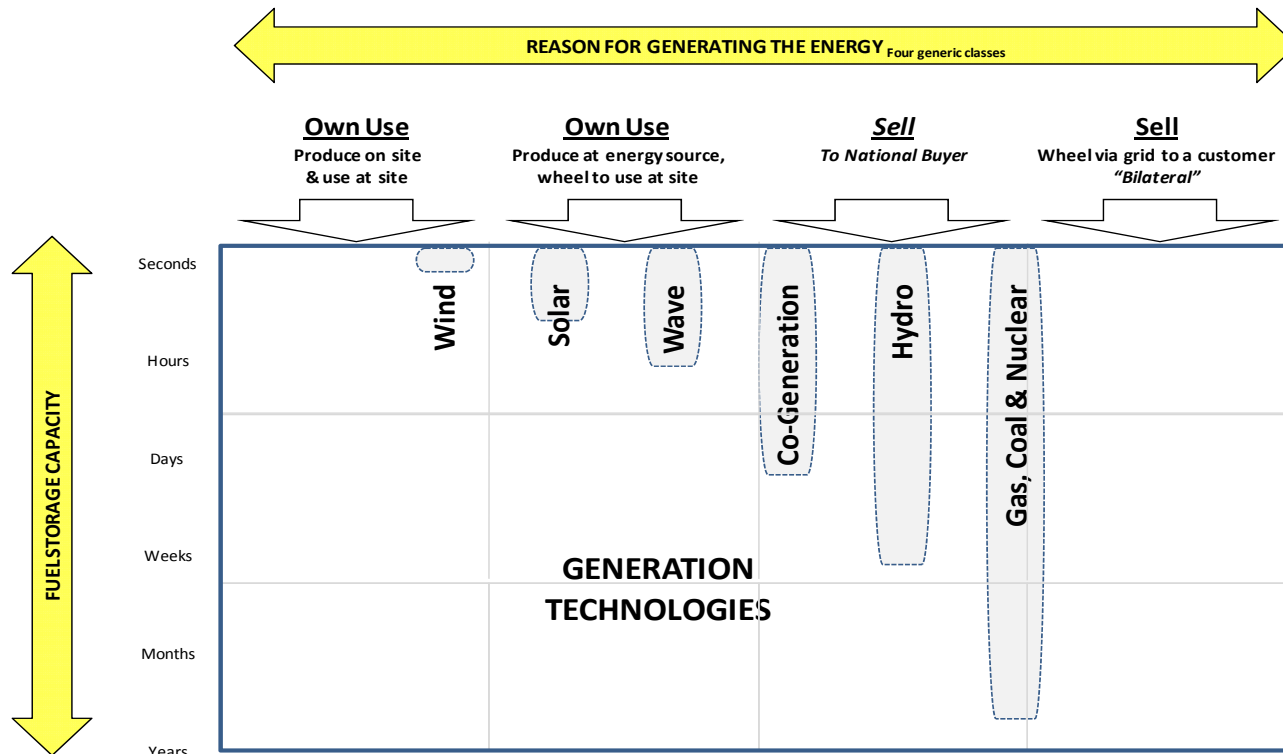 REASON FOR GENERATING THE ENERGY Four generic classes
Own Use
Produce on site
& use at site
Own Use
Produce at energy source,
wheel to use at site
Sell
To National Buyer
Sell
Wheel via grid to a customer
"Bilateral"
FUELSTORAGE CAPACITY
Seconds
Hours
Days
Weeks
Months
Years
Wind
Solar
Wave
Co-Generation
Hydro
Gas, Coal & Nuclear
GENERATION
TECHNOLOGIES